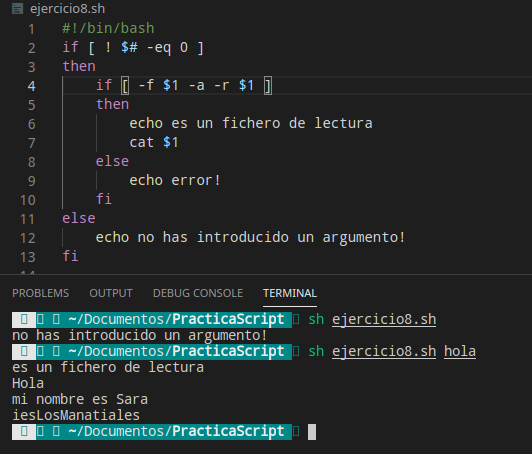 ejercicio8.sh
1 #!/bin/bash
2 if [ ! $# -eq 0 ]
3 then
4 if [ -f $1 -a -r $1 ]
5 then
6 echo es un fichero de lectura
7 cat $1
8 else
9 echo error!
10 fi
11 else
12 echo no has introducido un argumento!
13 fi
PROBLEMS OUTPUT DEBUG CONSOLE TERMINAL
~/Documentos/PracticaScript sh ejercicio8.sh
no has introducido un argumento!
~/Documentos/PracticaScript sh ejercicio8.sh hola
es un fichero de lectura
Hola
mi nombre es Sara
iesLosManatiales
~/Documentos/PracticaScript